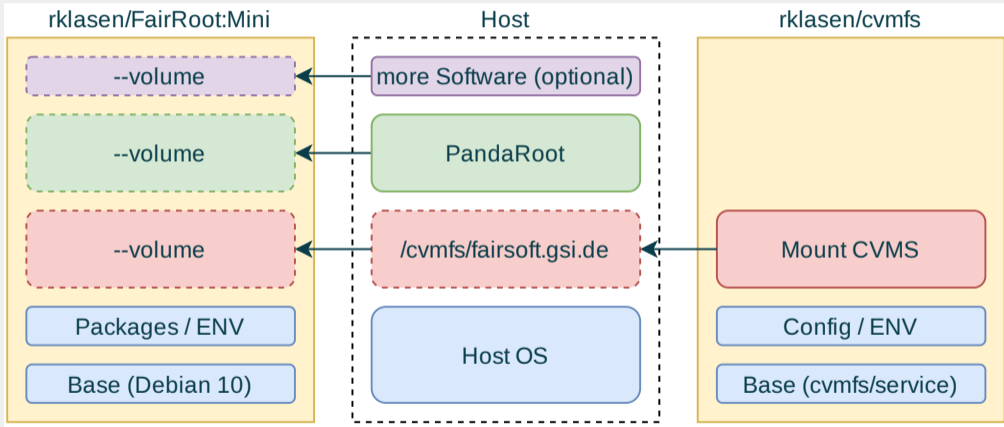 rklasen/FairRoot:Mini
--volume
--volume
--volume
Packages / ENV
Base (Debian 10)
Host
more Software (optional)
PandaRoot
/cvmfs/fairsoft.gsi.de
Host OS
rklasen/cvmfs
Mount CVMS
Config / ENV
Base (cvmfs/service)